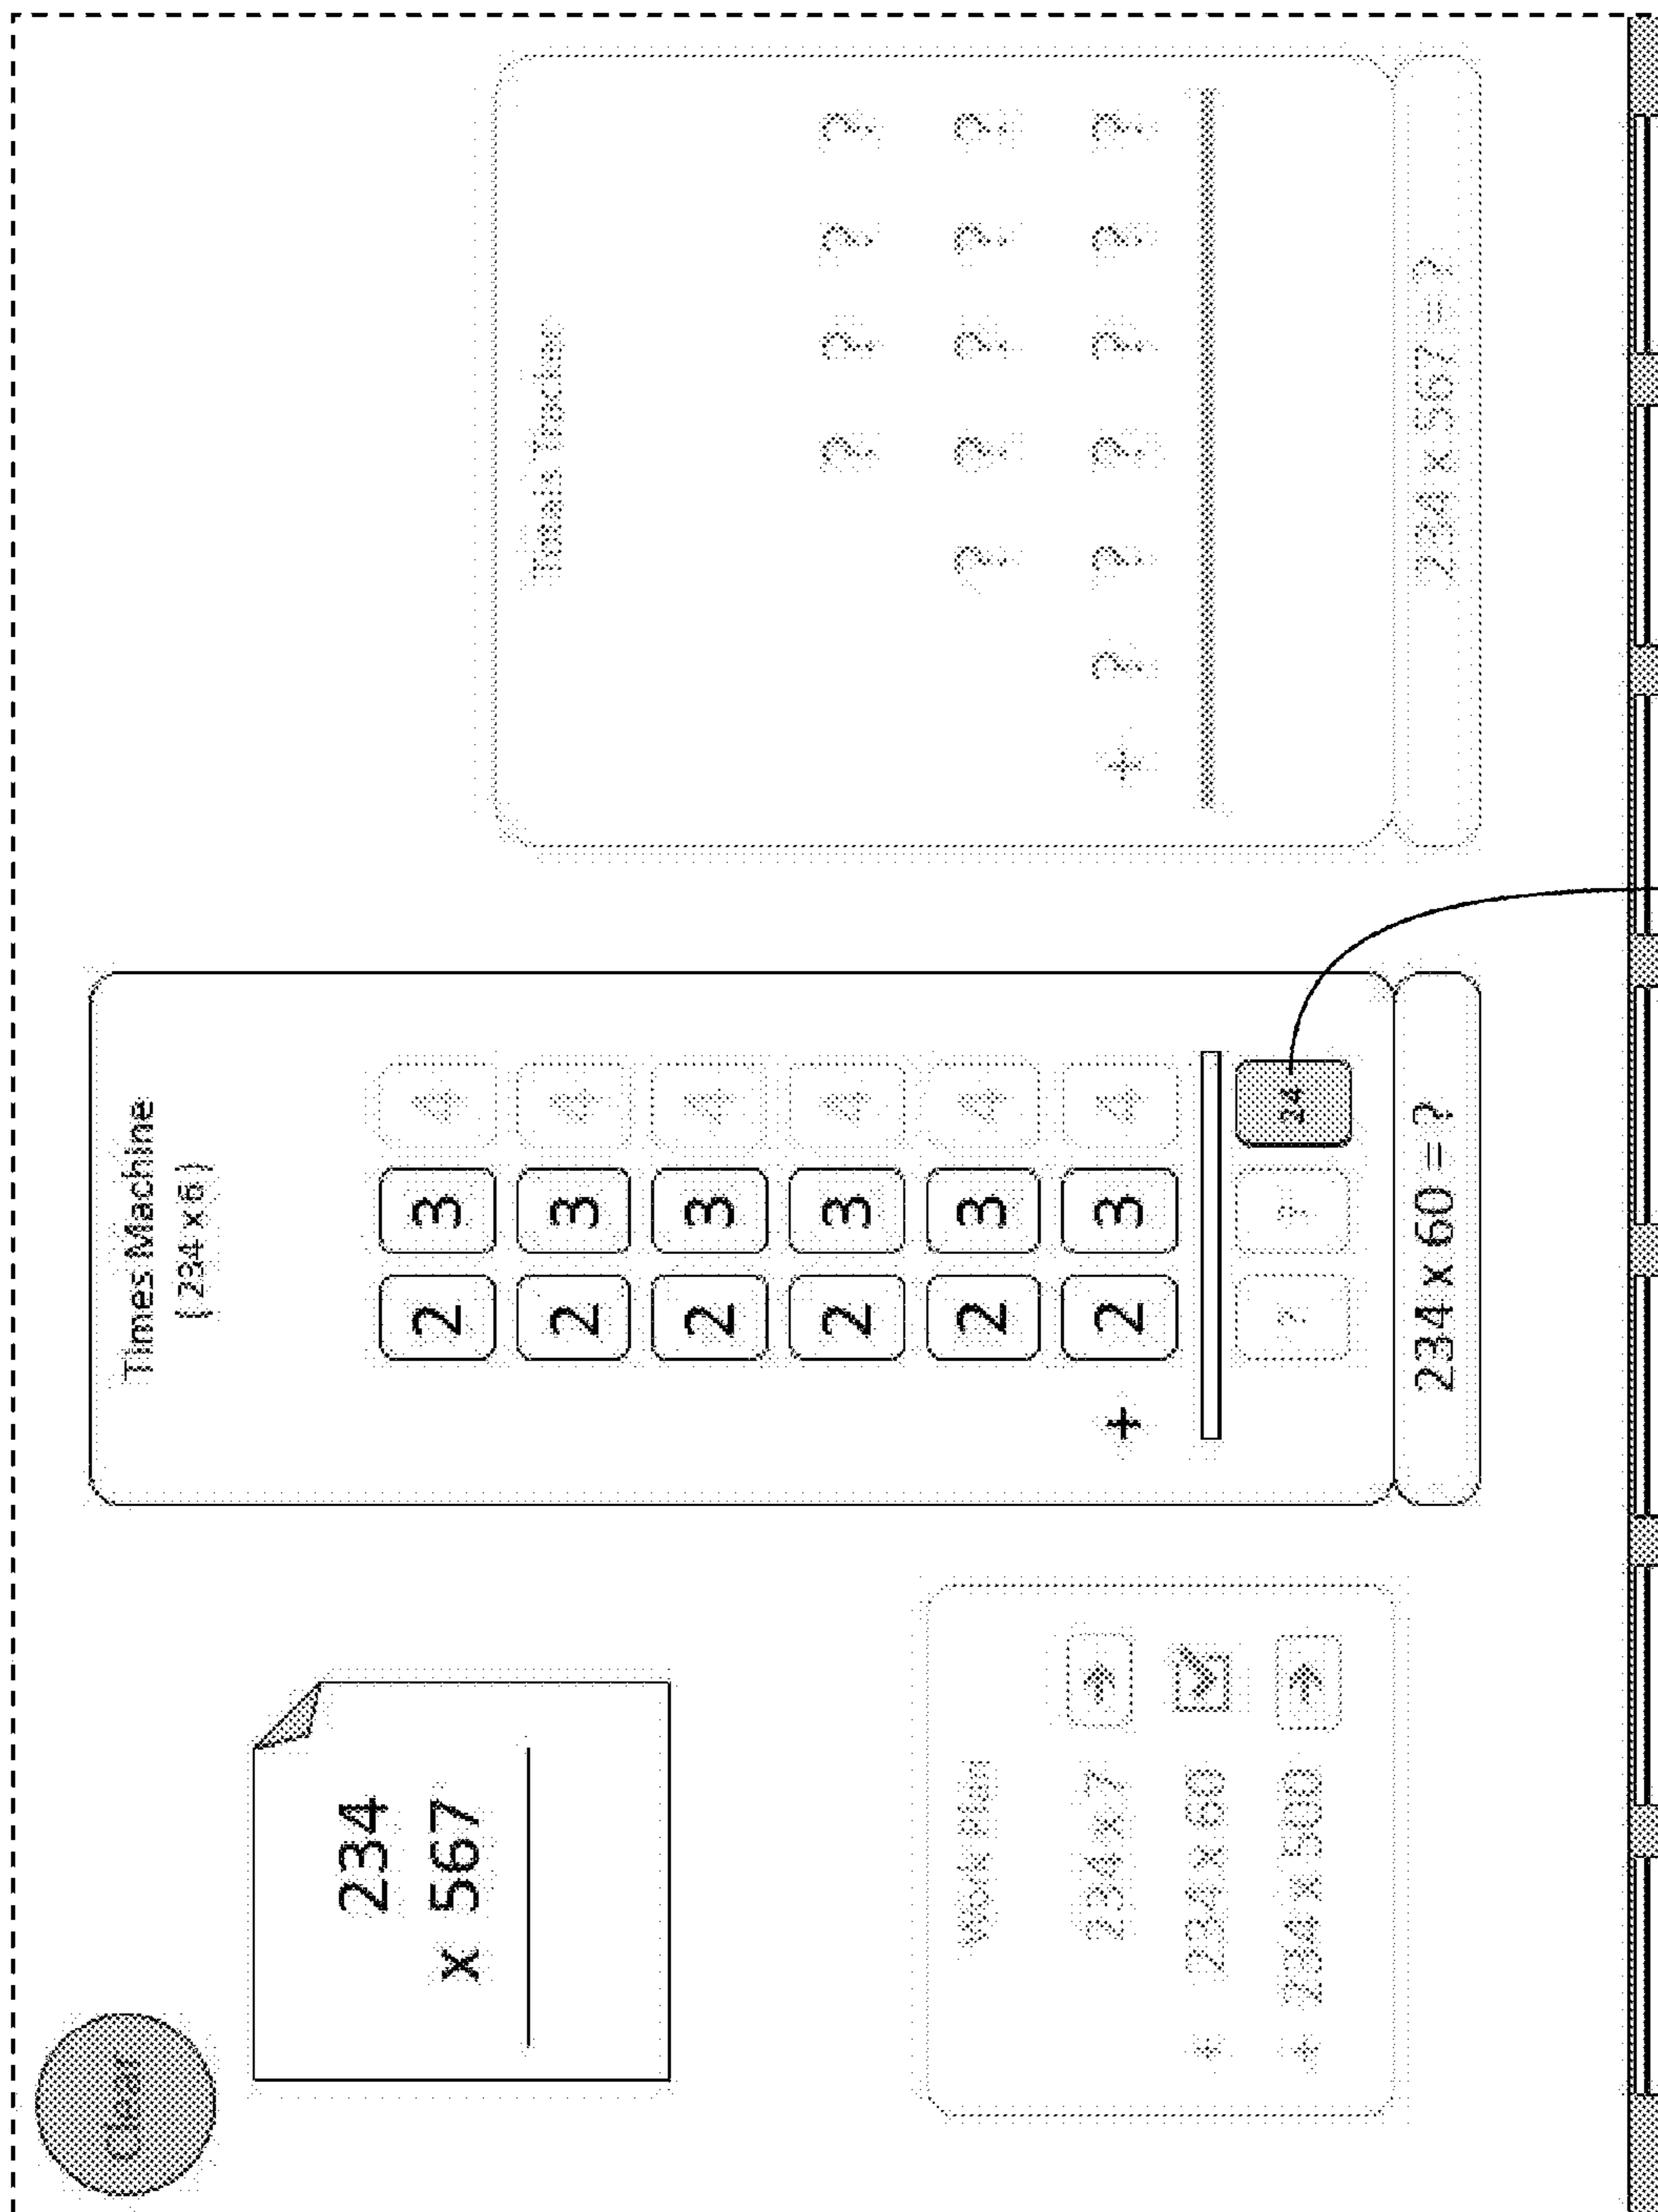 Clear
234
x 567
Work Plan
234 x 7
+ 234 x 60
+ 234 x 500
Times Machine
( 234 x 6 )
2 3 4
2 3 4
2 3 4
2 3 4
2 3 4
+ 2 3 4
? ? 24
234 x 60 = ?
Totals Tracker
? ? ? ?
? ? ? ? ?
+ ? ? ? ? ? ?
234 x 567 = ?